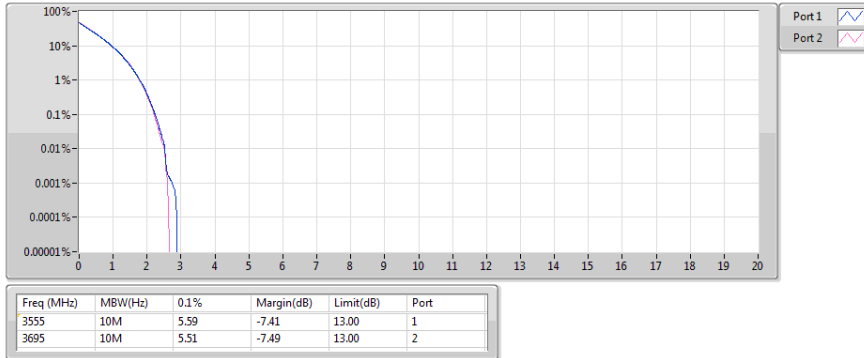 100%
10%
1%
0.1%
0.01%
0.001%
0.0001%
0.00001%
0 1 2 3 4 5 6 7 8 9 10 11 12 13 14 15 16 17 18 19 20
Port 1
Port 2
Freq (MHz) MBW(Hz) 0.1% Margin(dB) Limit(dB) Port
3555 10M 5.59 -7.41 13.00 1
3695 10M 5.51 -7.49 13.00 2